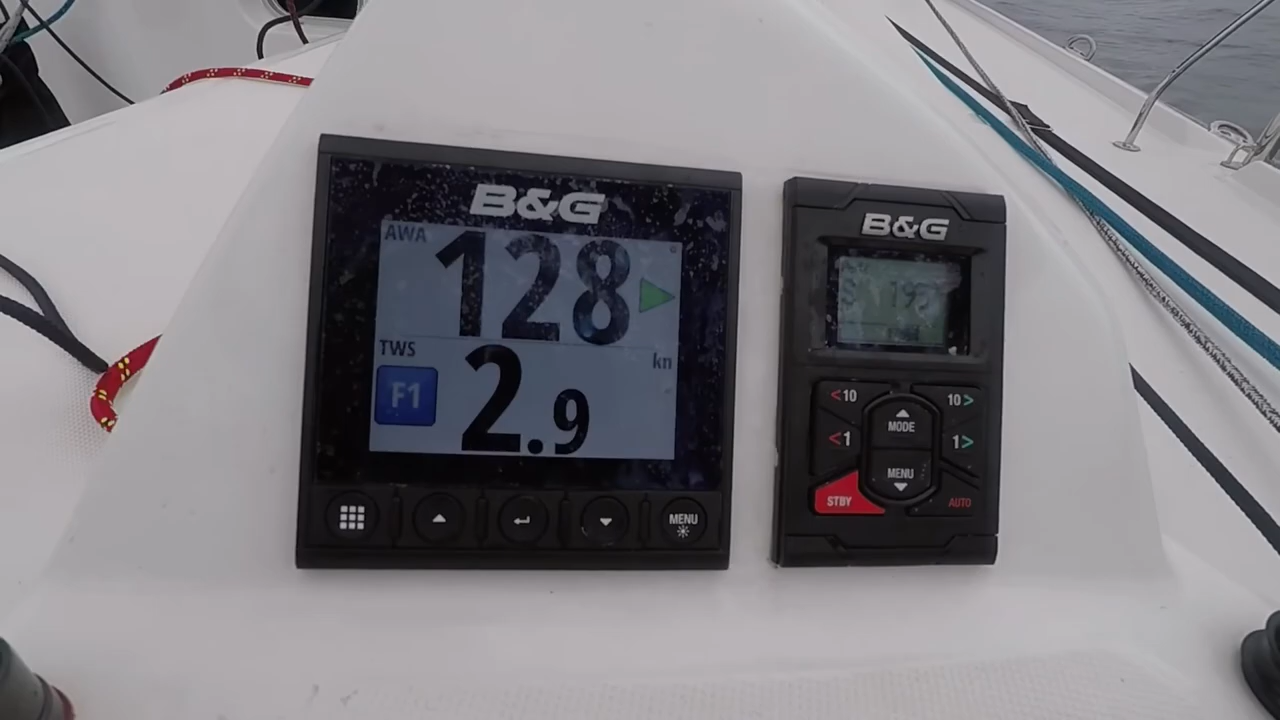 B&G
AWA
128
TWS
kn
F1
2.9
MENU
B&G
<10
10>
MODE
<1
1>
MENU
STBY
AUTO